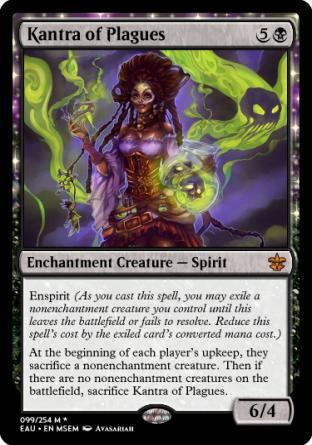 Kantra of Plagues 5
Enchantment Creature — Spirit
Enspirit (As you cast this spell, you may exile a
nonenchantment creature you control until this
leaves the battlefield or fails to resolve. Reduce this
spell's cost by the exiled card's converted mana cost.)
At the beginning of each player's upkeep, they
sacrifice a nonenchantment creature. Then if
there are no nonenchantment creatures on the
battlefield, sacrifice Kantra of Plagues.
099/254 M *
EAU • EN MSEM Avasariah
6/4